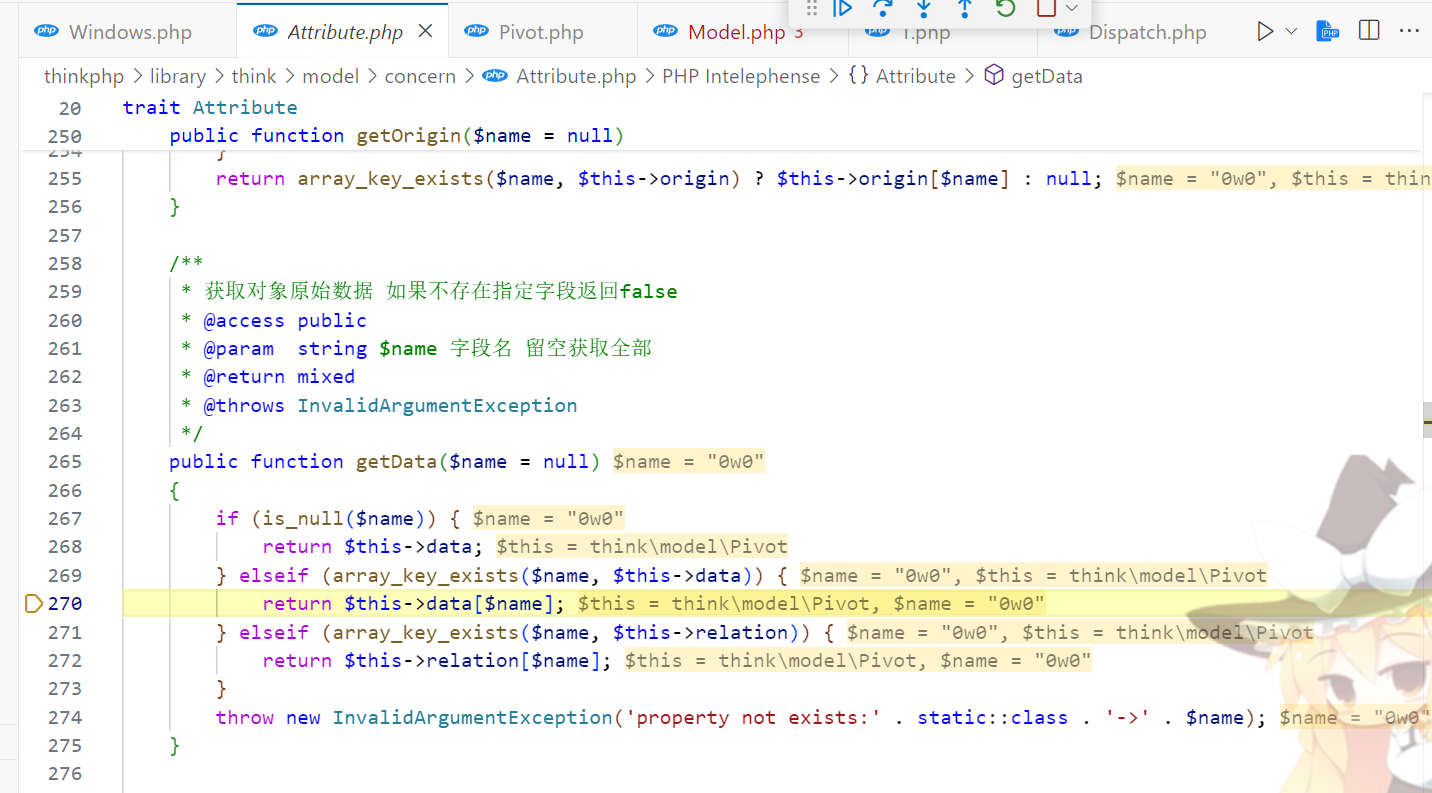 php Windows.php php Attribute.php php Pivot.php php Model.php 3 php 1.php php Dispatch.php PHP
thinkphp > library > think > model > concern > php Attribute.php > PHP Intelephense > {} Attribute > getData
20 trait Attribute
250 public function getOrigin($name = null)
254 }
255 return array_key_exists($name, $this->origin) ? $this->origin[$name] : null; $name = "0w0", $this = thin
256 }
257
258 /**
259 * 获取对象原始数据 如果不存在指定字段返回false
260 * @access public
261 * @param  string $name 字段名 留空获取全部
262 * @return mixed
263 * @throws InvalidArgumentException
264 */
265 public function getData($name = null) $name = "0w0"
266 {
267 if (is_null($name)) { $name = "0w0"
268 return $this->data; $this = think\model\Pivot
269 } elseif (array_key_exists($name, $this->data)) { $name = "0w0", $this = think\model\Pivot
270 return $this->data[$name]; $this = think\model\Pivot, $name = "0w0"
271 } elseif (array_key_exists($name, $this->relation)) { $name = "0w0", $this = think\model\Pivot
272 return $this->relation[$name]; $this = think\model\Pivot, $name = "0w0"
273 }
274 throw new InvalidArgumentException('property not exists:' . static::class . '->' . $name); $name = "0w0"
275 }
276